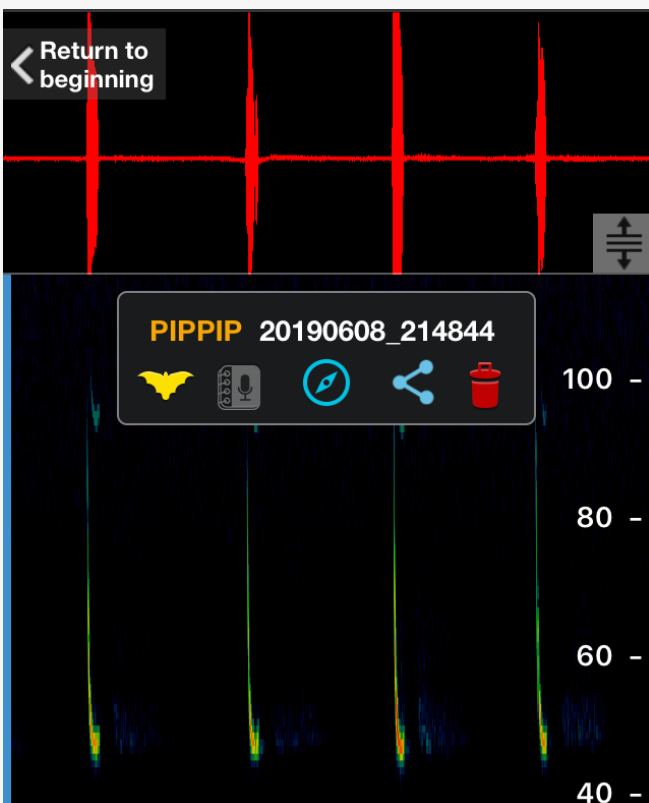 Return to
beginning
PIPPIP 20190608_214844
100 -
80 -
60 -
40 -